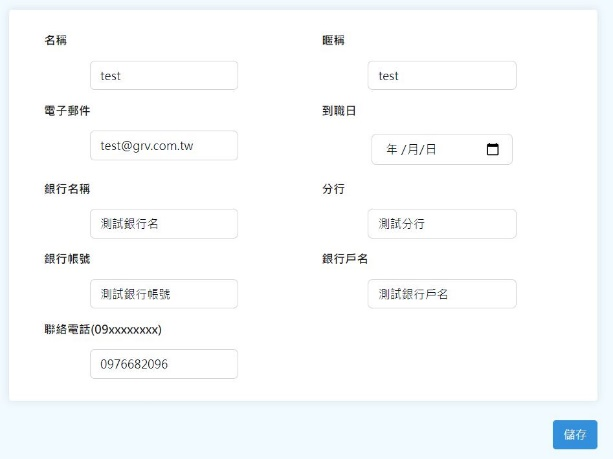 名稱
暱稱
test
test
電子郵件
到職日
test@grv.com.tw
年 /月/日
銀行名稱
分行
測試銀行名
測試分行
銀行帳號
銀行戶名
測試銀行帳號
測試銀行戶名
聯絡電話(09xxxxxxxx)
0976682096
儲存